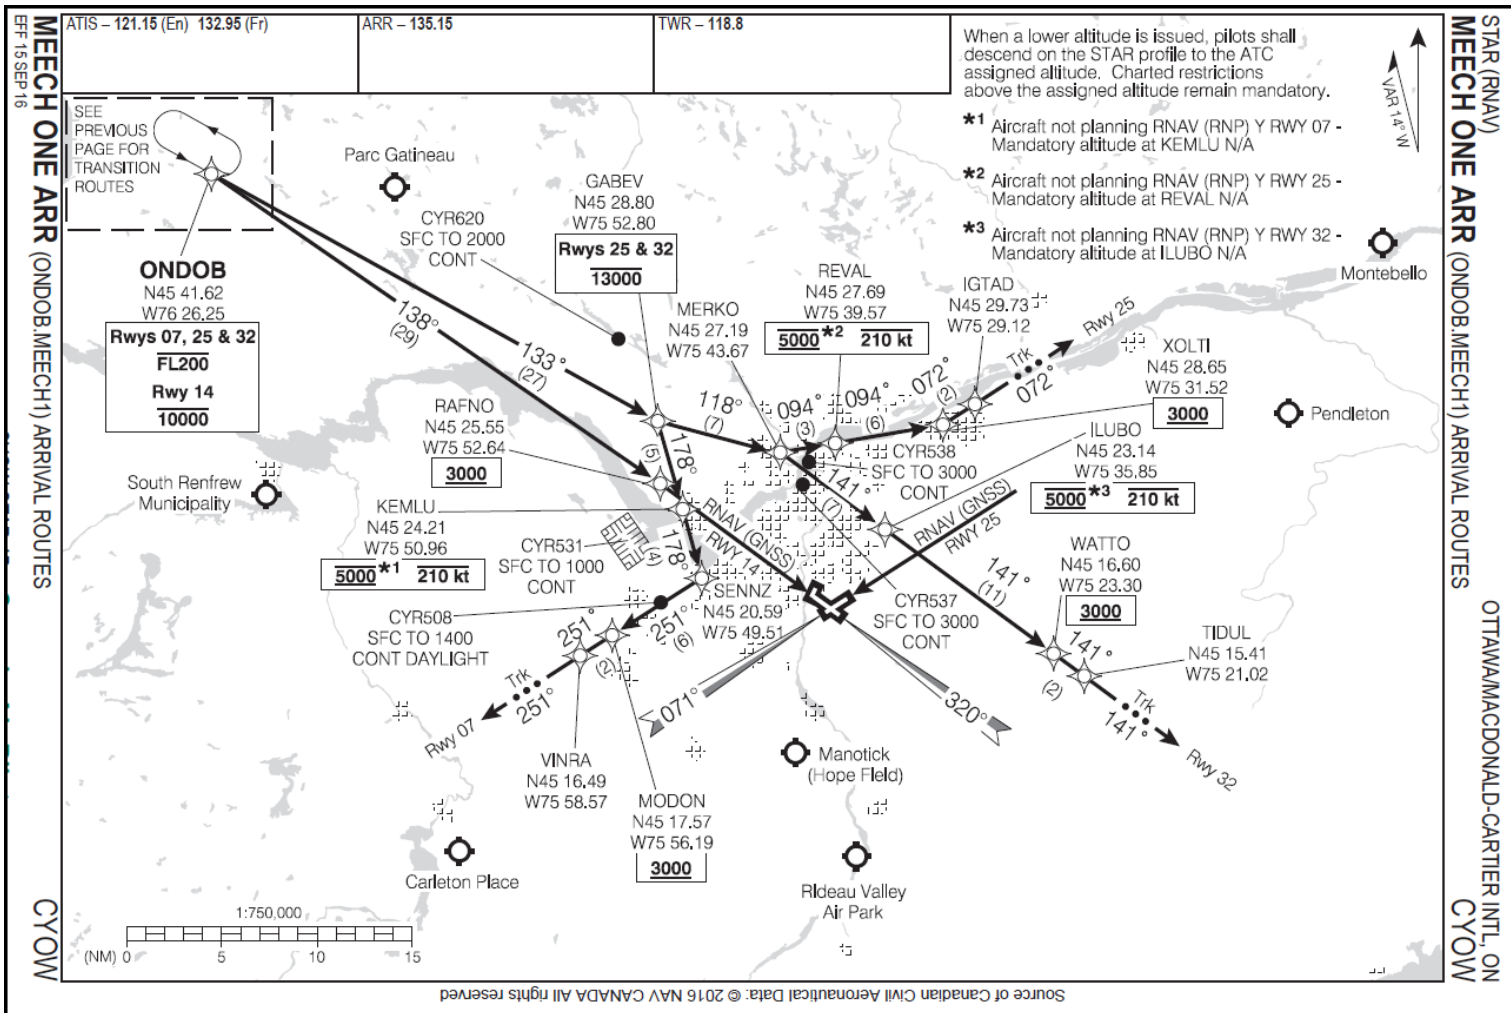 ATIS – 121.15 (En) 132.95 (Fr)
ARR – 135.15
TWR – 118.8
When a lower altitude is issued, pilots shall
descend on the STAR profile to the ATC
assigned altitude. Charted restrictions
above the assigned altitude remain mandatory.
*1 Aircraft not planning RNAV (RNP) Y RWY 07 -
Mandatory altitude at KEMLU N/A
*2 Aircraft not planning RNAV (RNP) Y RWY 25 -
Mandatory altitude at REVAL N/A
*3 Aircraft not planning RNAV (RNP) Y RWY 32 -
Mandatory altitude at ILUBO N/A
VAR 14° W
MEECH ONE ARR (ONDOB.MEECH1) ARRIVAL ROUTES
EFF 15 SEP 16
CYOW
STAR (RNAV)
MEECH ONE ARR (ONDOB.MEECH1) ARRIVAL ROUTES
OTTAWA/MACDONALD-CARTIER INTL, ON
CYOW
SEE
PREVIOUS
PAGE FOR
TRANSITION
ROUTES
ONDOB
N45 41.62
W76 26.25
Rwys 07, 25 & 32
FL200
Rwy 14
10000
Parc Gatineau
CYR620
SFC TO 2000
CONT
GABEV
N45 28.80
W75 52.80
Rwys 25 & 32
13000
MERKO
N45 27.19
W75 43.67
REVAL
N45 27.69
W75 39.57
5000 *2 210 kt
IGTAD
N45 29.73
W75 29.12
Rwy 25
Trk
072°
Montebello
XOLTI
N45 28.65
W75 31.52
3000
Pendleton
138°
(29)
133°
(27)
118°
(7)
094°
(3)
094°
(6)
072°
(2)
RAFNO
N45 25.55
W75 52.64
3000
178°
(5)
CYR538
SFC TO 3000
CONT
ILUBO
N45 23.14
W75 35.85
5000 *3 210 kt
141°
(7)
South Renfrew
Municipality
KEMLU
N45 24.21
W75 50.96
5000 *1 210 kt
CYR531
SFC TO 1000
CONT
178°
(4)
RNAV (GNSS)
RWY 14
RNAV (GNSS)
RWY 25
SENNZ
N45 20.59
W75 49.51
CYR537
SFC TO 3000
CONT
141°
(11)
WATTO
N45 16.60
W75 23.30
3000
TIDUL
N45 15.41
W75 21.02
141°
(2)
Trk
141°
Rwy 32
CYR508
SFC TO 1400
CONT DAYLIGHT
251°
(6)
251°
(2)
Trk
251°
Rwy 07
071°
320°
VINRA
N45 16.49
W75 58.57
MODON
N45 17.57
W75 56.19
3000
Manotick
(Hope Field)
Carleton Place
Rideau Valley
Air Park
1:750,000
(NM) 0 5 10 15
Source of Canadian Civil Aeronautical Data: © 2016 NAV CANADA All rights reserved